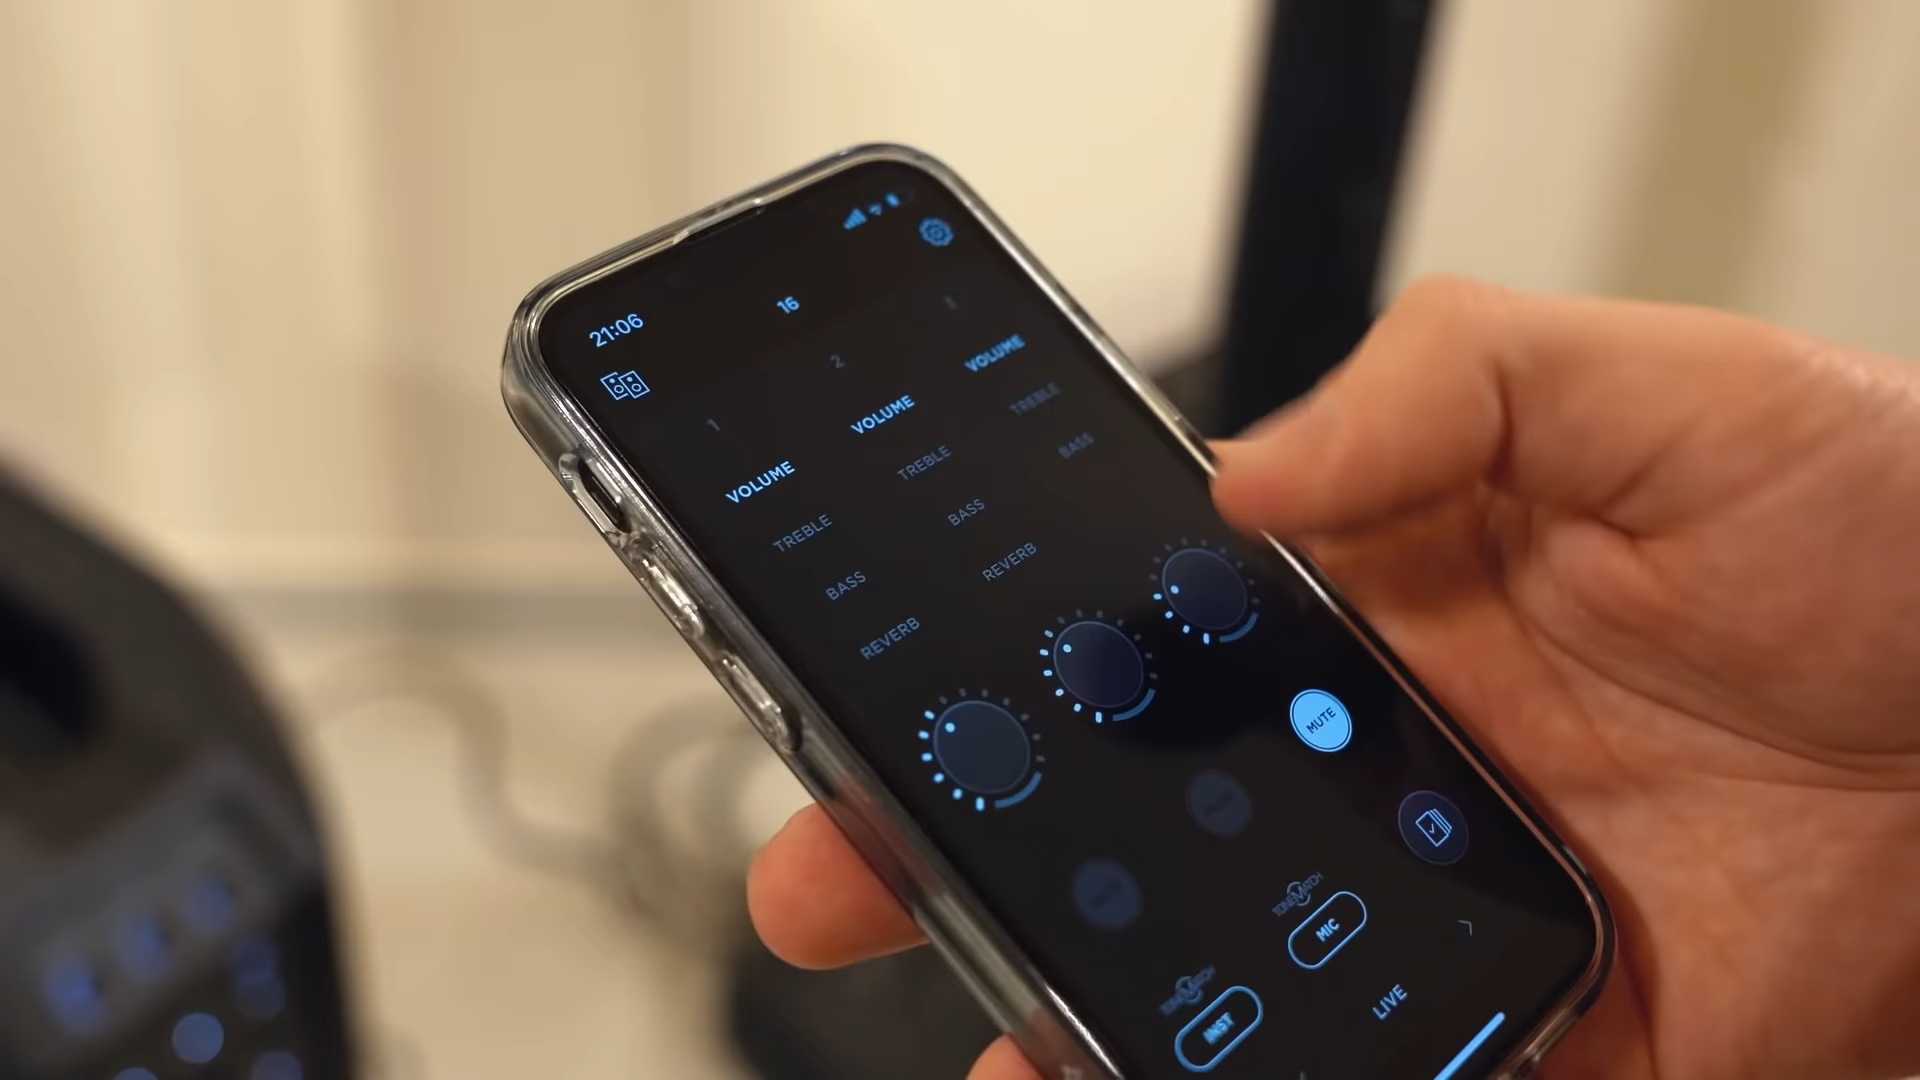 21:06
16
1
VOLUME
TREBLE
BASS
REVERB
2
VOLUME
TREBLE
BASS
REVERB
VOLUME
TREBLE
BASS
MUTE
TONEMATCH
INST
TONEMATCH
MIC
LIVE